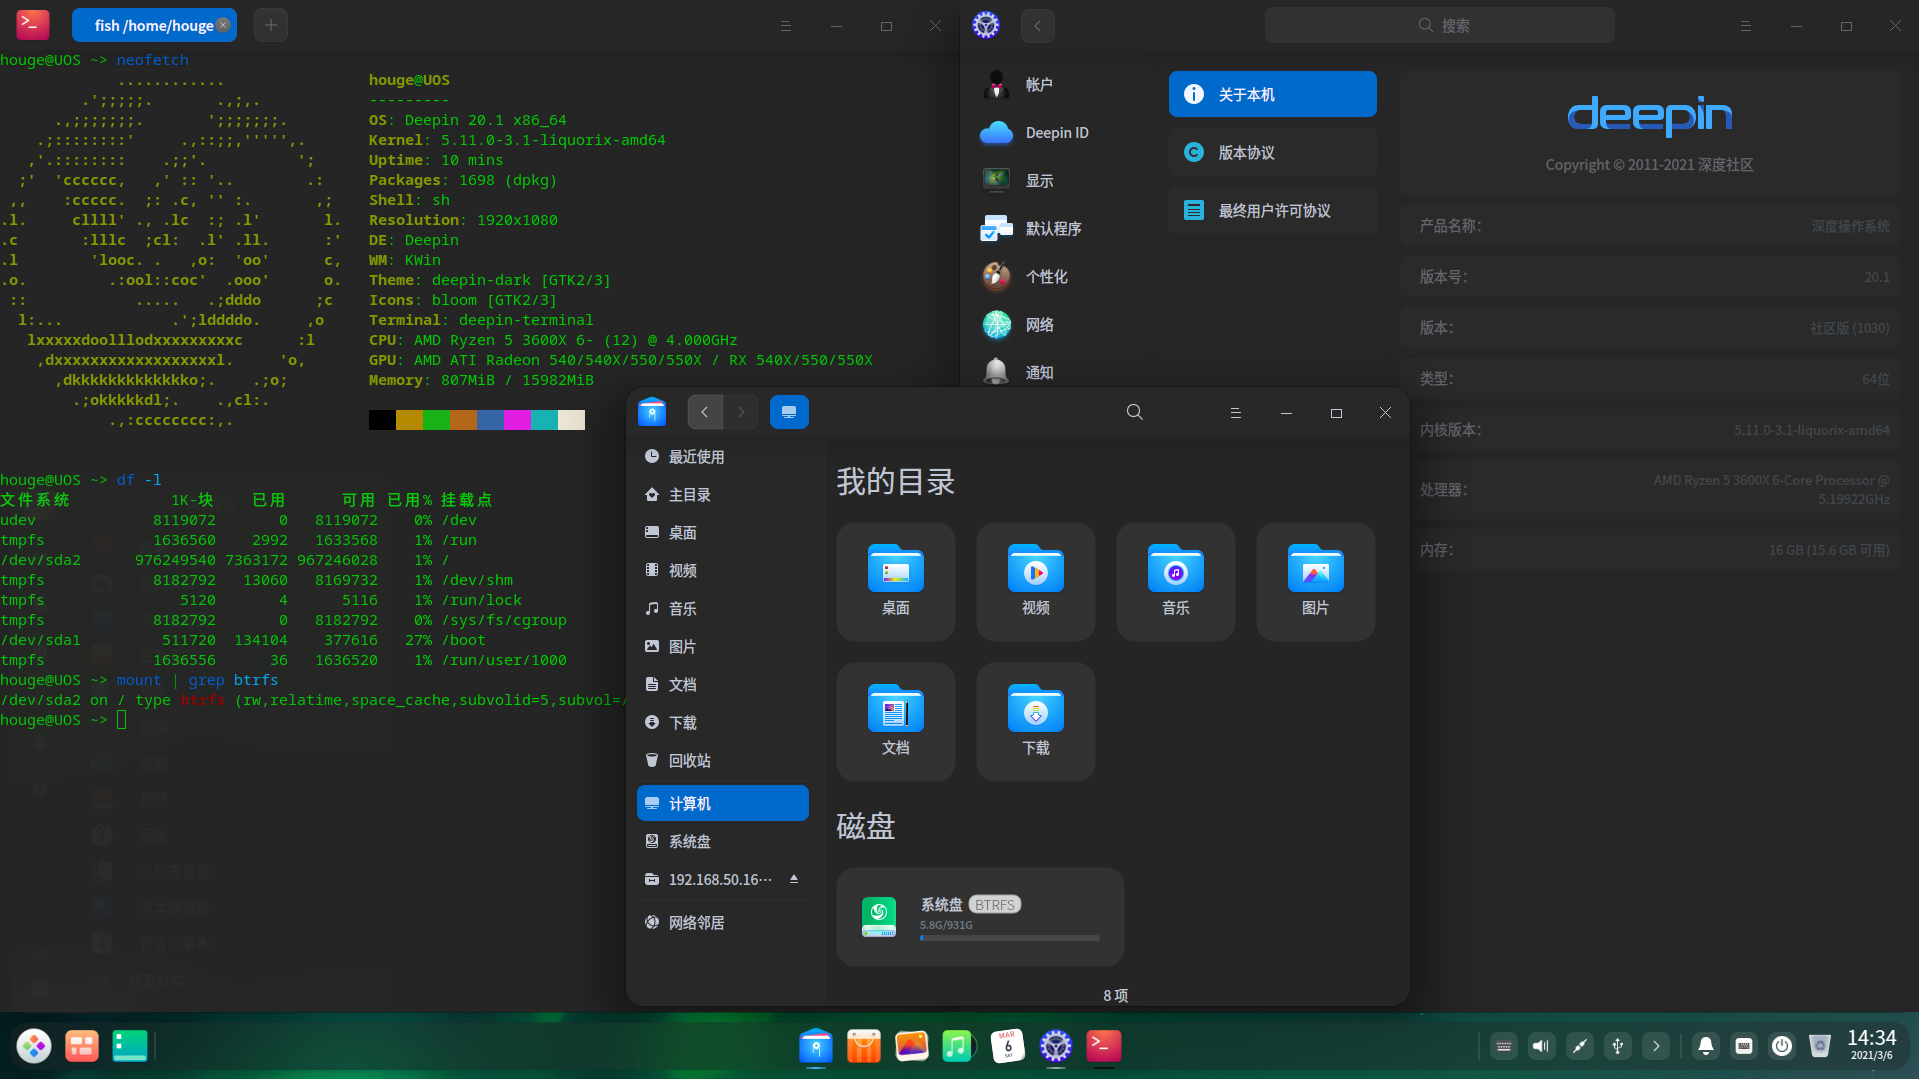 fish /home/houge
houge@UOS ~> neofetch
houge@UOS
---------
OS: Deepin 20.1 x86_64
Kernel: 5.11.0-3.1-liquorix-amd64
Uptime: 10 mins
Packages: 1698 (dpkg)
Shell: sh
Resolution: 1920x1080
DE: Deepin
WM: KWin
Theme: deepin-dark [GTK2/3]
Icons: bloom [GTK2/3]
Terminal: deepin-terminal
CPU: AMD Ryzen 5 3600X 6- (12) @ 4.000GHz
GPU: AMD ATI Radeon 540/540X/550/550X / RX 540X/550/550X
Memory: 807MiB / 15982MiB
houge@UOS ~> df -l
文件系统 1K-块 已用 可用 已用% 挂载点
udev 8119072 0 8119072 0% /dev
tmpfs 1636560 2992 1633568 1% /run
/dev/sda2 976249540 7363172 967246028 1% /
tmpfs 8182792 13060 8169732 1% /dev/shm
tmpfs 5120 4 5116 1% /run/lock
tmpfs 8182792 0 8182792 0% /sys/fs/cgroup
/dev/sda1 511720 134104 377616 27% /boot
tmpfs 1636556 36 1636520 1% /run/user/1000
houge@UOS ~> mount | grep btrfs
/dev/sda2 on / type btrfs (rw,relatime,space_cache,subvolid=5,subvol=/
houge@UOS ~>
搜索
帐户
Deepin ID
显示
默认程序
个性化
网络
通知
关于本机
版本协议
最终用户许可协议
deepin
Copyright © 2011-2021 深度社区
产品名称: 深度操作系统
版本号: 20.1
版本: 社区版 (1030)
类型: 64位
内核版本: 5.11.0-3.1-liquorix-amd64
处理器: AMD Ryzen 5 3600X 6-Core Processor @
5.19922GHz
内存: 16 GB (15.6 GB 可用)
最近使用
主目录
桌面
视频
音乐
图片
文档
下载
回收站
计算机
系统盘
192.168.50.16…
网络邻居
我的目录
桌面
视频
音乐
图片
文档
下载
磁盘
系统盘 BTRFS
5.8G/931G
8 项
MAR
6
SAT
14:34
2021/3/6